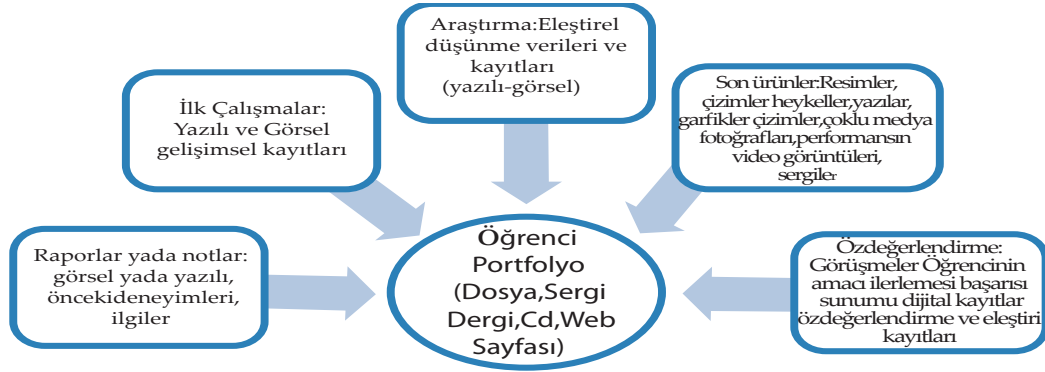 Araştırma:Eleştirel
düşünme verileri ve
kayıtları
(yazılı-görsel)
İlk Çalışmalar:
Yazılı ve Görsel
gelişimsel kayıtları
Son ürünler:Resimler,
çizimler heykeller,yazılar,
garfikler çizimler,çoklu medya
fotoğrafları,performansın
video görüntüleri,
sergiler
Raporlar yada notlar:
görsel yada yazılı,
öncekideneyimleri,
ilgiler
Öğrenci
Portfolyo
(Dosya,Sergi
Dergi,Cd,Web
Sayfası)
Özdeğerlendirme:
Görüşmeler Öğrencinin
amacı ilerlemesi başarısı
sunumu dijital kayıtlar
özdeğerlendirme ve eleştiri
kayıtları